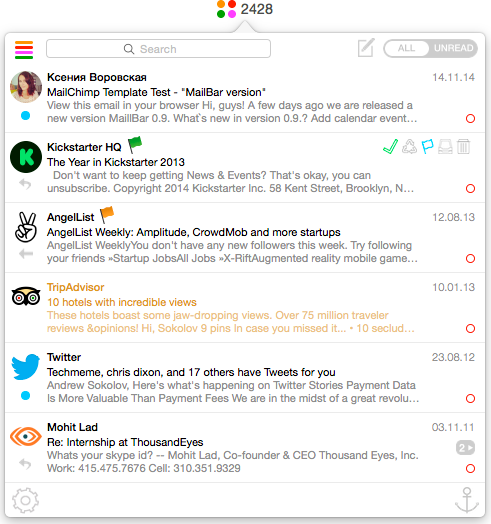 2428
Search
ALL UNREAD
Ксения Воровская 14.11.14
MailChimp Template Test - "MailBar version"
View this email in your browser Hi, guys! A few days ago we are released a
new version MaillBar 0.9. What`s new in version 0.9.? Add calendar event...
Kickstarter HQ
The Year in Kickstarter 2013
Don't want to keep getting News & Events? That's okay, you can
unsubscribe. Copyright 2014 Kickstarter Inc. 58 Kent Street, Brooklyn, N...
AngelList 12.08.13
AngelList Weekly: Amplitude, CrowdMob and more startups
AngelList WeeklyYou don't have any new followers this week. Try following
your friends »Startup JobsAll Jobs »X-RiftAugmented reality mobile game...
TripAdvisor 10.01.13
10 hotels with incredible views
These hotels boast some jaw-dropping views. Over 75 million traveler
reviews &opinions! Hi, Sokolov 9 pins In case you missed it... • 10 seclud...
Twitter 23.08.12
Techmeme, chris dixon, and 17 others have Tweets for you
Andrew Sokolov, Here's what's happening on Twitter Stories Payment Data
Is More Valuable Than Payment Fees We are in the midst of a great revolu...
Mohit Lad 03.11.11
Re: Internship at ThousandEyes
Whats your skype id? -- Mohit Lad, Co-founder & CEO Thousand Eyes, Inc.
2
Work: 415.475.7676 Cell: 310.351.9329